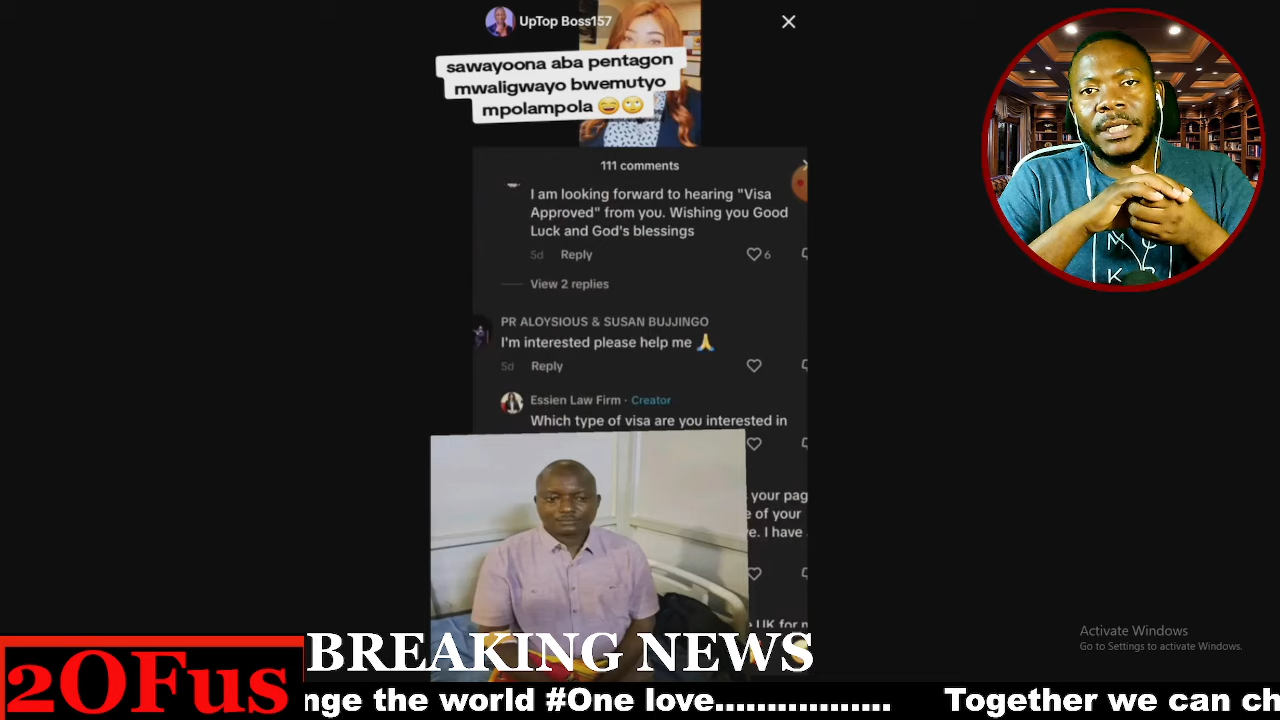 UpTop Boss157
sawayoona aba pentagon
mwaligwayo bwemutyo
mpolampola 😄🙄
111 comments
I am looking forward to hearing "Visa
Approved" from you. Wishing you Good
Luck and God's blessings
5d Reply
6
View 2 replies
PR ALOYSIOUS & SUSAN BUJJINGO
I'm interested please help me 🙏
5d Reply
Essien Law Firm · Creator
Which type of visa are you interested in
your pag
e of your
e. I have
UK for
M
K
Activate Windows
Go to Settings to activate Windows.
BREAKING NEWS
2OFus
nge the world #One love................. Together we can ch